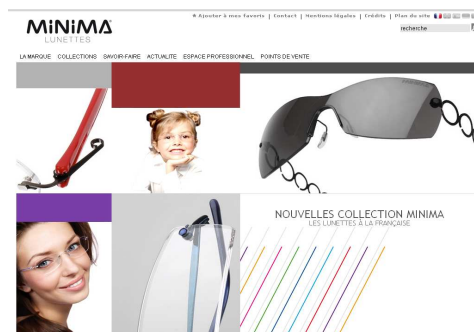 ★ Ajouter à mes favoris | Contact | Mentions légales | Crédits | Plan du site
MiNiMA
LUNETTES
recherche
LA MARQUE COLLECTIONS SAVOIR-FAIRE ACTUALITE ESPACE PROFESSIONNEL POINTS DE VENTE
NOUVELLES COLLECTION MINIMA
LES LUNETTES À LA FRANÇAISE